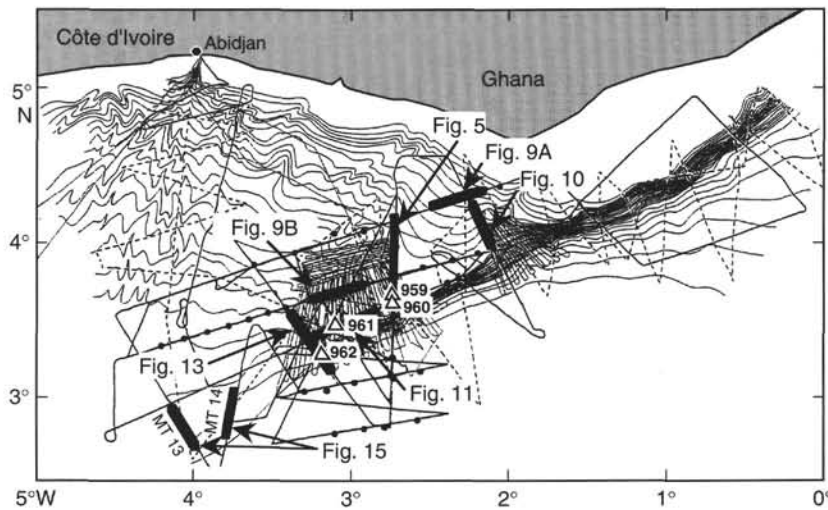 Côte d'Ivoire
Abidjan
Ghana
5°
N
Fig. 5
Fig. 9A
Fig. 10
4°
Fig. 9B
959
960
961
962
Fig. 13
Fig. 11
3°
MT 13
MT 14
Fig. 15
5°W
4°
3°
2°
1°
0°